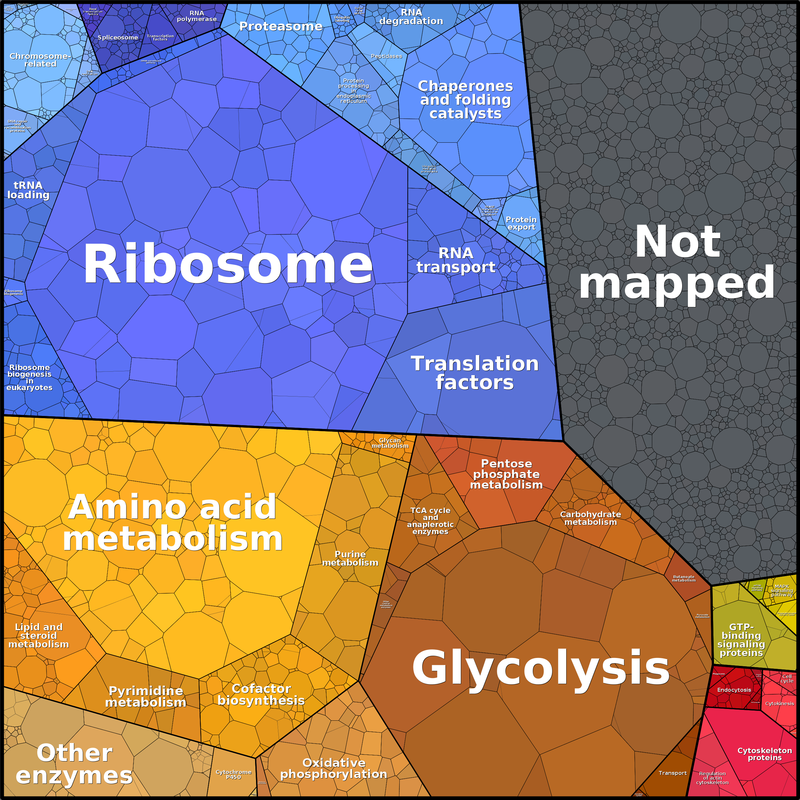 RNA
polymerase
Spliceosome
Transcription
factors
Proteasome
RNA
degradation
Chromosome-
related
Peptidases
Protein
processing
in
endoplasmic
reticulum
Chaperones
and folding
catalysts
tRNA
loading
Protein
export
Ribosome
RNA
transport
Not
mapped
Ribosome
biogenesis
in
eukaryotes
Translation
factors
Glycan
metabolism
Amino acid
metabolism
Pentose
phosphate
metabolism
TCA cycle
and
anaplerotic
enzymes
Carbohydrate
metabolism
Purine
metabolism
Lipid and
steroid
metabolism
GTP-
binding
signaling
proteins
Glycolysis
Pyrimidine
metabolism
Cofactor
biosynthesis
Cell
cycle
Endocytosis
Cytokinesis
Other
enzymes
Cytochrome
P450
Oxidative
phosphorylation
Transport
Regulation
of actin
cytoskeleton
Cytoskeleton
proteins